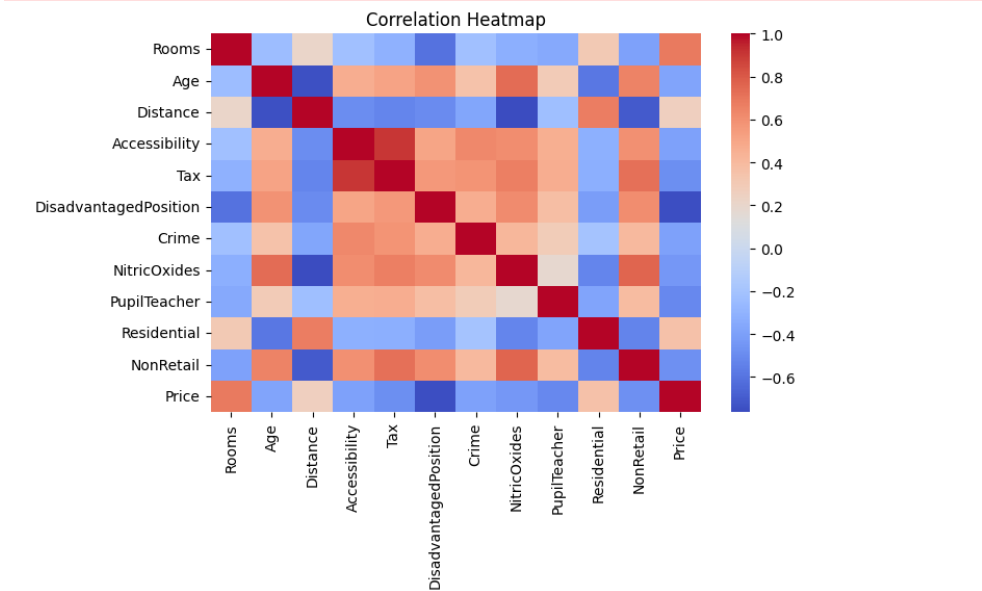 Correlation Heatmap
Rooms
Age
Distance
Accessibility
Tax
DisadvantagedPosition
Crime
NitricOxides
PupilTeacher
Residential
NonRetail
Price
Rooms
Age
Distance
Accessibility
Tax
DisadvantagedPosition
Crime
NitricOxides
PupilTeacher
Residential
NonRetail
Price
1.0
0.8
0.6
0.4
0.2
0.0
−0.2
−0.4
−0.6